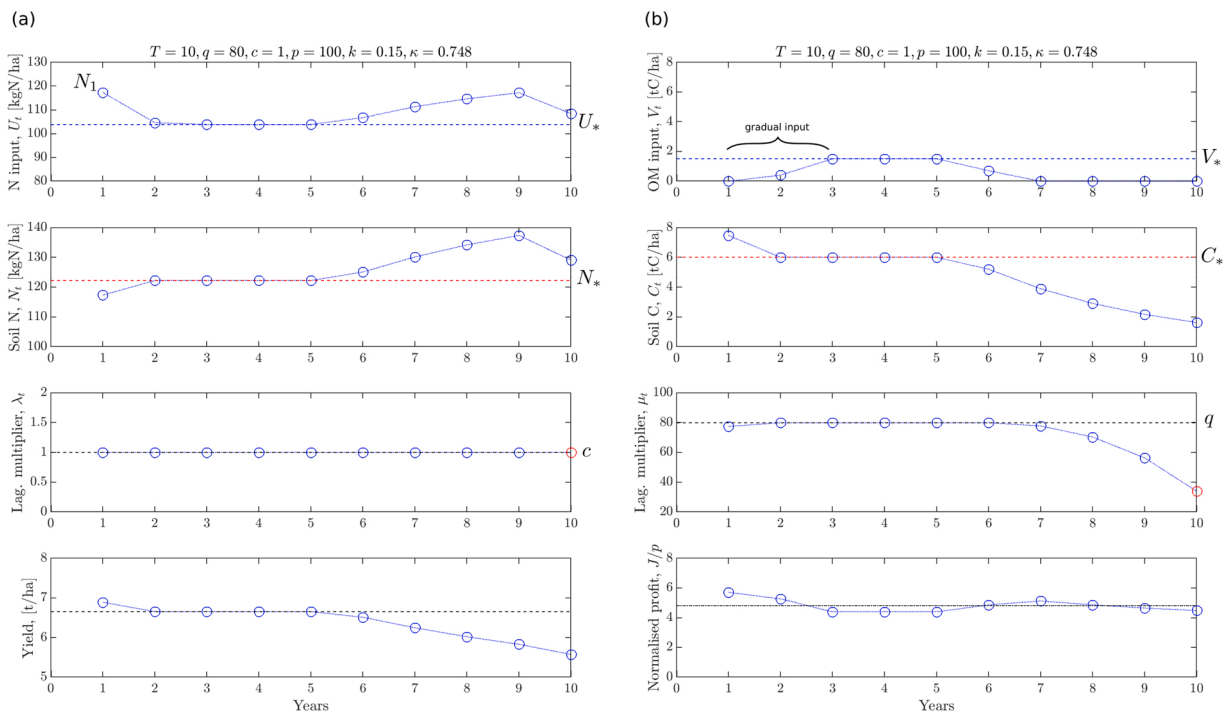 (a)
T = 10, q = 80, c = 1, p = 100, k = 0.15, κ = 0.748
N input, U_t [kgN/ha]
130
120
110
100
90
80
N_1
U_*
1 2 3 4 5 6 7 8 9 10
Soil N, N_t [kgN/ha]
140
130
120
110
100
N_*
0 1 2 3 4 5 6 7 8 9 10
Lag. multiplier, λ_t
2
1.5
1
0.5
0
c
0 1 2 3 4 5 6 7 8 9 10
Yield, [t/ha]
8
7
6
5
0 1 2 3 4 5 6 7 8 9 10
Years
(b)
T = 10, q = 80, c = 1, p = 100, k = 0.15, κ = 0.748
OM input, V_t [tC/ha]
8
6
4
2
0
gradual input
V_*
1 2 3 4 5 6 7 8 9 10
Soil C, C_t [tC/ha]
8
6
4
2
0
C_*
0 1 2 3 4 5 6 7 8 9 10
Lag. multiplier, μ_t
100
80
60
40
20
q
0 1 2 3 4 5 6 7 8 9 10
Normalised profit, J/p
8
6
4
2
0
0 1 2 3 4 5 6 7 8 9 10
Years